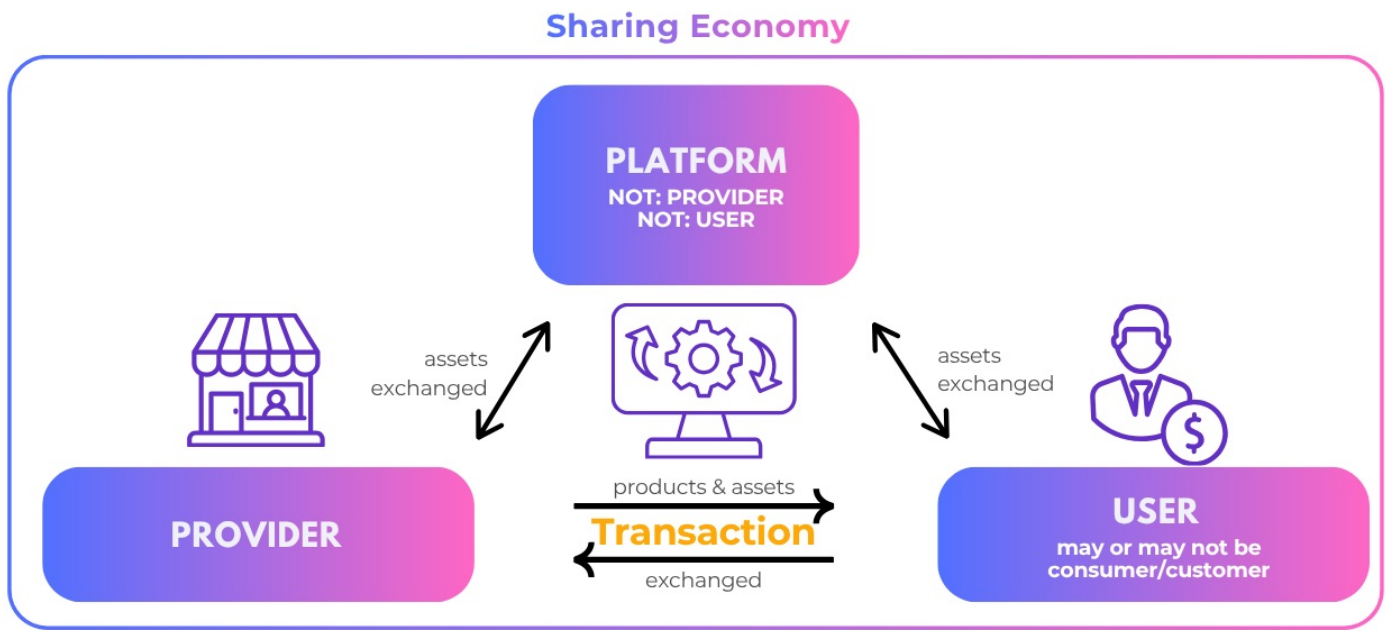 Sharing Economy
PLATFORM
NOT: PROVIDER
NOT: USER
assets
exchanged
assets
exchanged
$
products & assets
Transaction
exchanged
PROVIDER
USER
may or may not be
consumer/customer